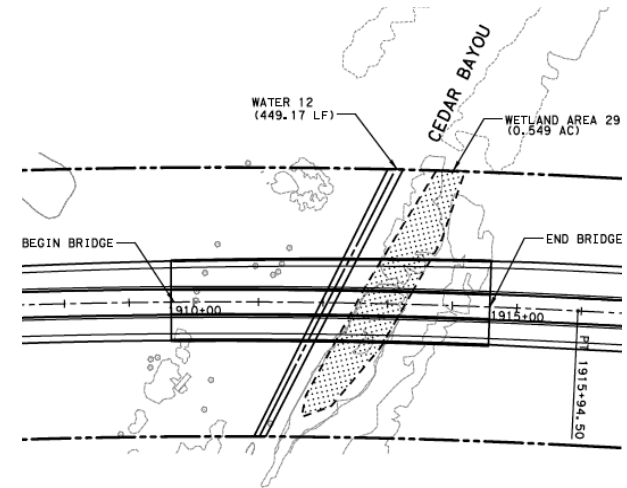 CEDAR BAYOU
WATER 12
(449.17 LF)
WETLAND AREA 29
(0.549 AC)
BEGIN BRIDGE
END BRIDGE
910+00
1915+00
PT 1915+94.50